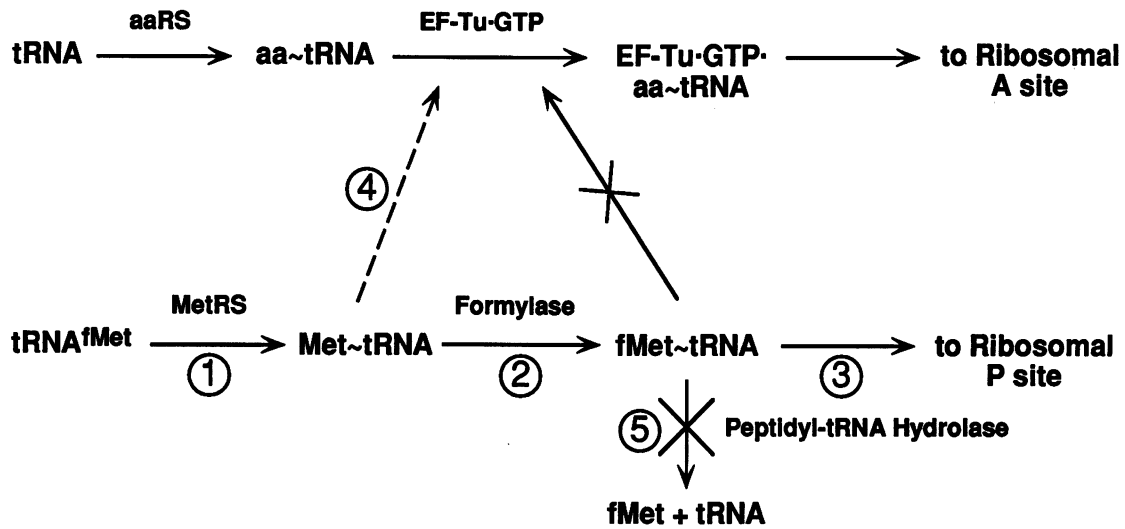 aaRS
EF-Tu·GTP
tRNA
aa~tRNA
EF-Tu·GTP·
aa~tRNA
to Ribosomal
A site
④
MetRS
Formylase
tRNAfMet
Met~tRNA
fMet~tRNA
to Ribosomal
P site
①
②
③
⑤
Peptidyl-tRNA Hydrolase
fMet + tRNA